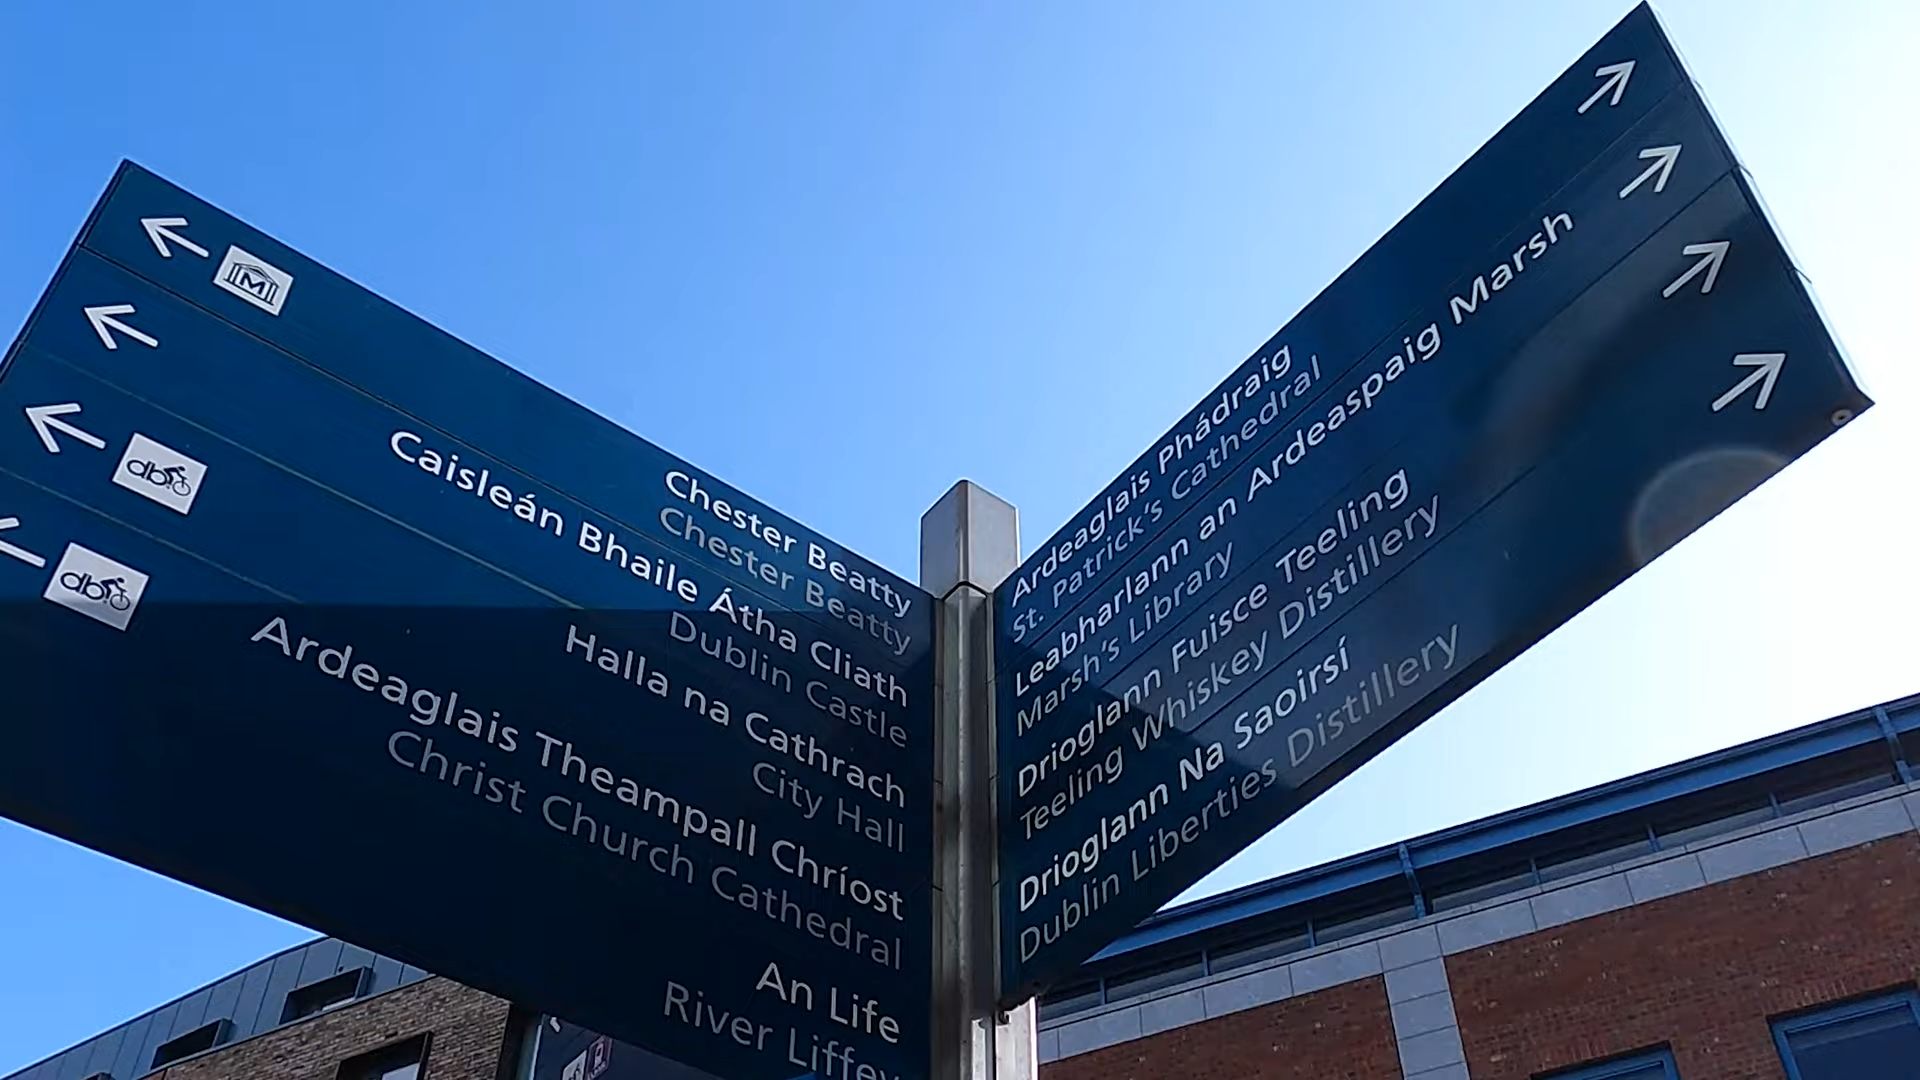 M
Chester Beatty
Chester Beatty
Caisleán Bhaile Átha Cliath
Dublin Castle
db
Halla na Cathrach
City Hall
db
Ardeaglais Theampall Chríost
Christ Church Cathedral
An Life
River Liffey
Ardeaglais Phádraig
St. Patrick's Cathedral
Leabharlann an Ardeaspaig Marsh
Marsh's Library
Drioglann Fuisce Teeling
Teeling Whiskey Distillery
Drioglann Na Saoirsí
Dublin Liberties Distillery